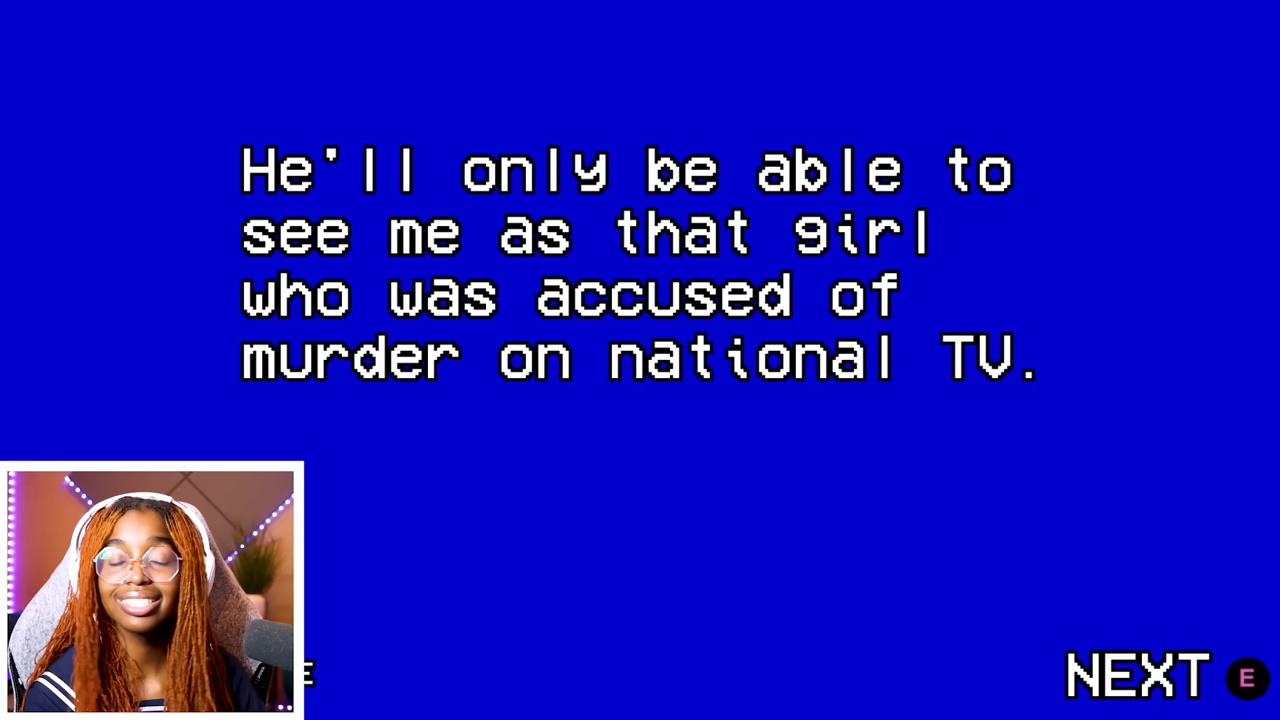 He'll only be able to
see me as that girl
who was accused of
murder on national TV.
E
NEXT E